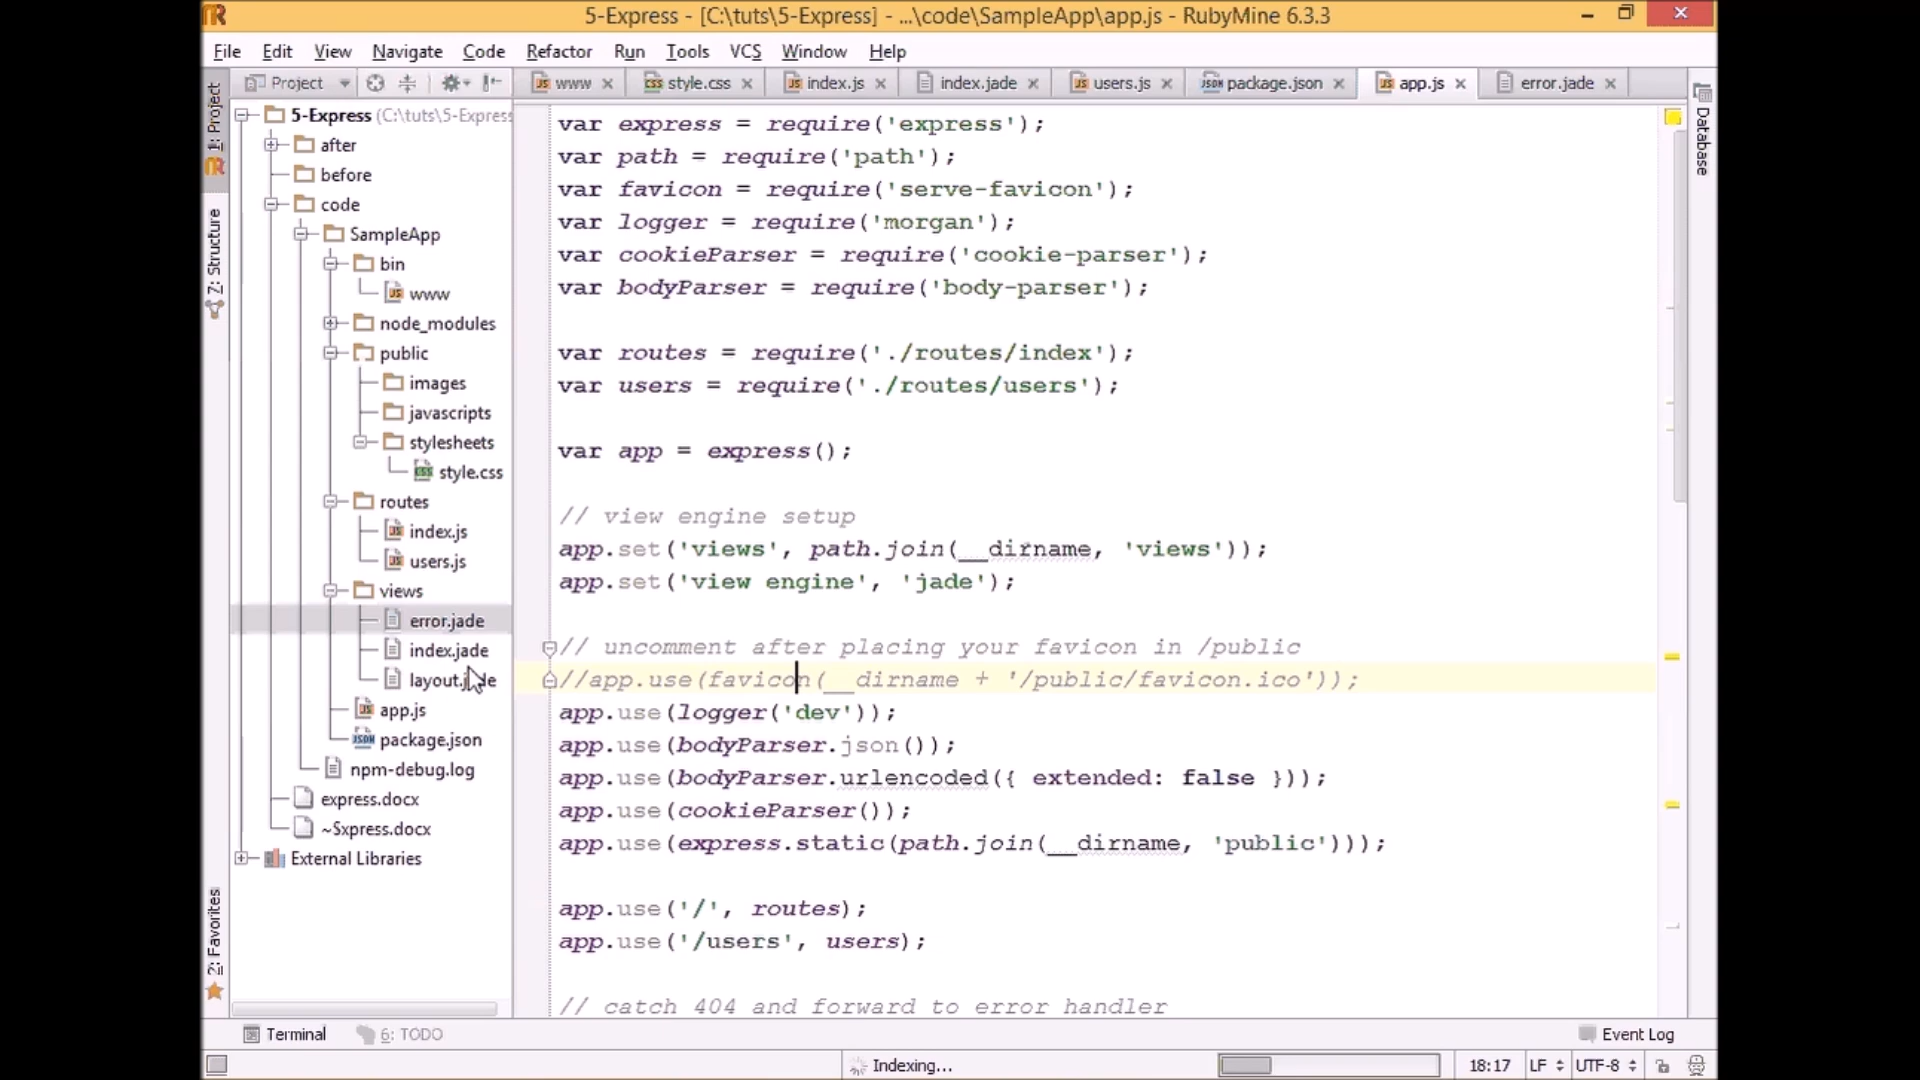 5-Express - [C:\tuts\5-Express] - ...\code\SampleApp\app.js - RubyMine 6.3.3
File Edit View Navigate Code Refactor Run Tools VCS Window Help
Project
www style.css index.js index.jade users.js package.json app.js error.jade
1: Project
Z: Structure
2: Favorites
5-Express (C:\tuts\5-Express
after
before
code
SampleApp
bin
www
node_modules
public
images
javascripts
stylesheets
style.css
routes
index.js
users.js
views
error.jade
index.jade
app.js
package.json
npm-debug.log
express.docx
~$xpress.docx
External Libraries
var express = require('express');
var path = require('path');
var favicon = require('serve-favicon');
var logger = require('morgan');
var cookieParser = require('cookie-parser');
var bodyParser = require('body-parser');
var routes = require('./routes/index');
var users = require('./routes/users');
var app = express();
// view engine setup
app.set('views', path.join(__dirname, 'views'));
app.set('view engine', 'jade');
// uncomment after placing your favicon in /public
//app.use(favicon(__dirname + '/public/favicon.ico'));
app.use(logger('dev'));
app.use(bodyParser.json());
app.use(bodyParser.urlencoded({ extended: false }));
app.use(cookieParser());
app.use(express.static(path.join(__dirname, 'public')));
app.use('/', routes);
app.use('/users', users);
// catch 404 and forward to error handler
Database
Terminal
6: TODO
Event Log
Indexing...
18:17 LF UTF-8